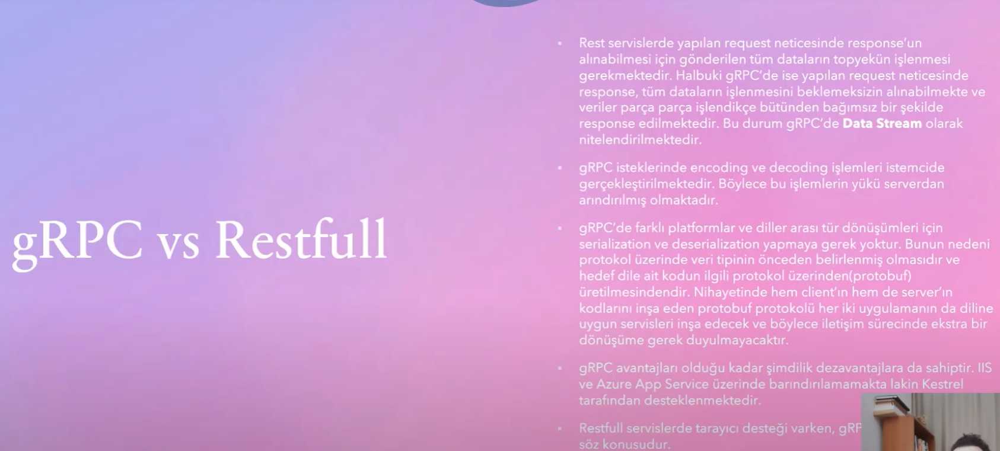 gRPC vs Restfull
Rest servislerde yapılan request neticesinde response’un
alınabilmesi için gönderilen tüm dataların topyekün işlenmesi
gerekmektedir. Halbuki gRPC’de ise yapılan request neticesinde
response, tüm dataların işlenmesini beklemeksizin alınabilmekte ve
veriler parça parça işlendikçe bütünden bağımsız bir şekilde
response edilmektedir. Bu durum gRPC’de Data Stream olarak
nitelendirilmektedir.
gRPC isteklerinde encoding ve decoding işlemleri istemcide
gerçekleştirilmektedir. Böylece bu işlemlerin yükü serverdan
arındırılmış olmaktadır.
gRPC’de farklı platformlar ve diller arası tür dönüşümleri için
serialization ve deserialization yapmaya gerek yoktur. Bunun nedeni
protokol üzerinde veri tipinin önceden belirlenmiş olmasıdır ve
hedef dile ait kodun ilgili protokol üzerinden(protobuf)
üretilmesindendir. Nihayetinde hem client’ın hem de server’ın
kodlarını inşa eden protobuf protokolü her iki uygulamanın da diline
uygun servisleri inşa edecek ve böylece iletişim sürecinde ekstra bir
dönüşüme gerek duyulmayacaktır.
gRPC avantajları olduğu kadar şimdilik dezavantajlara da sahiptir. IIS
ve Azure App Service üzerinde barındırılamamakta lakin Kestrel
tarafından desteklenmektedir.
Restfull servislerde tarayıcı desteği varken,
söz konusudur.